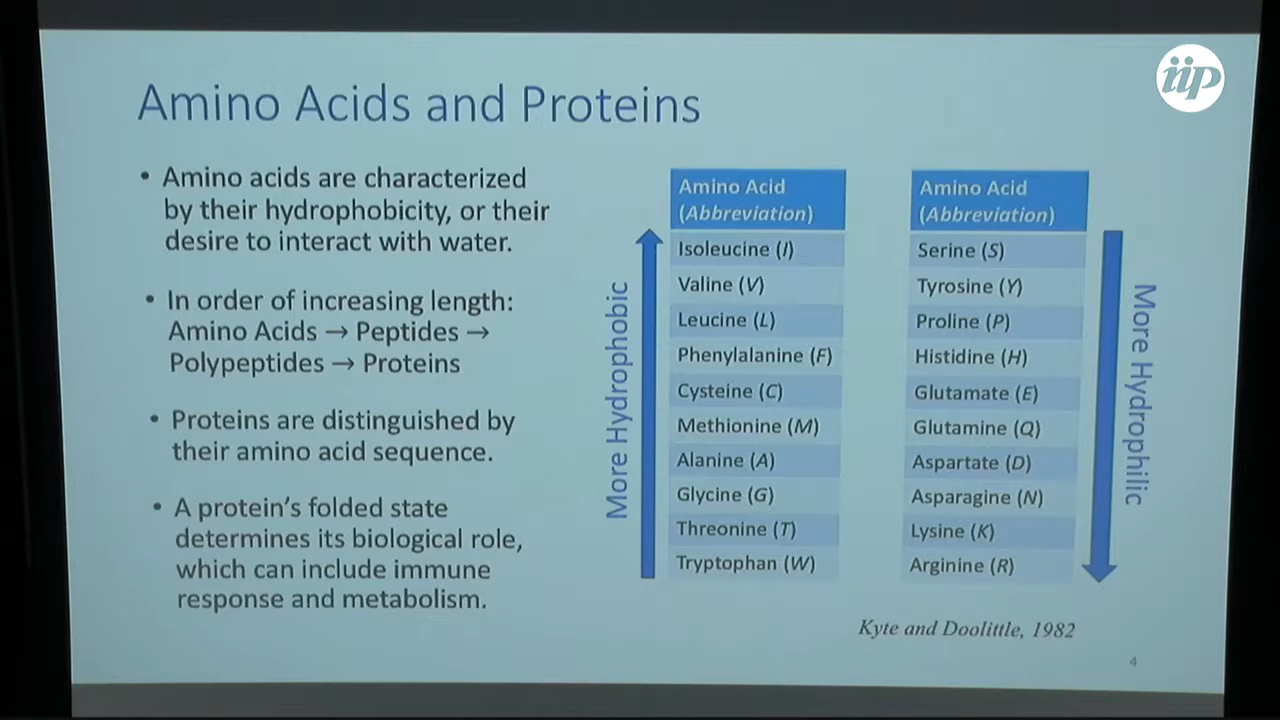 iip
Amino Acids and Proteins
• Amino acids are characterized
by their hydrophobicity, or their
desire to interact with water.
• In order of increasing length:
Amino Acids → Peptides →
Polypeptides → Proteins
• Proteins are distinguished by
their amino acid sequence.
• A protein's folded state
determines its biological role,
which can include immune
response and metabolism.
More Hydrophobic
Amino Acid
(Abbreviation)
Isoleucine (I)
Valine (V)
Leucine (L)
Phenylalanine (F)
Cysteine (C)
Methionine (M)
Alanine (A)
Glycine (G)
Threonine (T)
Tryptophan (W)
Amino Acid
(Abbreviation)
Serine (S)
Tyrosine (Y)
Proline (P)
Histidine (H)
Glutamate (E)
Glutamine (Q)
Aspartate (D)
Asparagine (N)
Lysine (K)
Arginine (R)
More Hydrophilic
Kyte and Doolittle, 1982
4